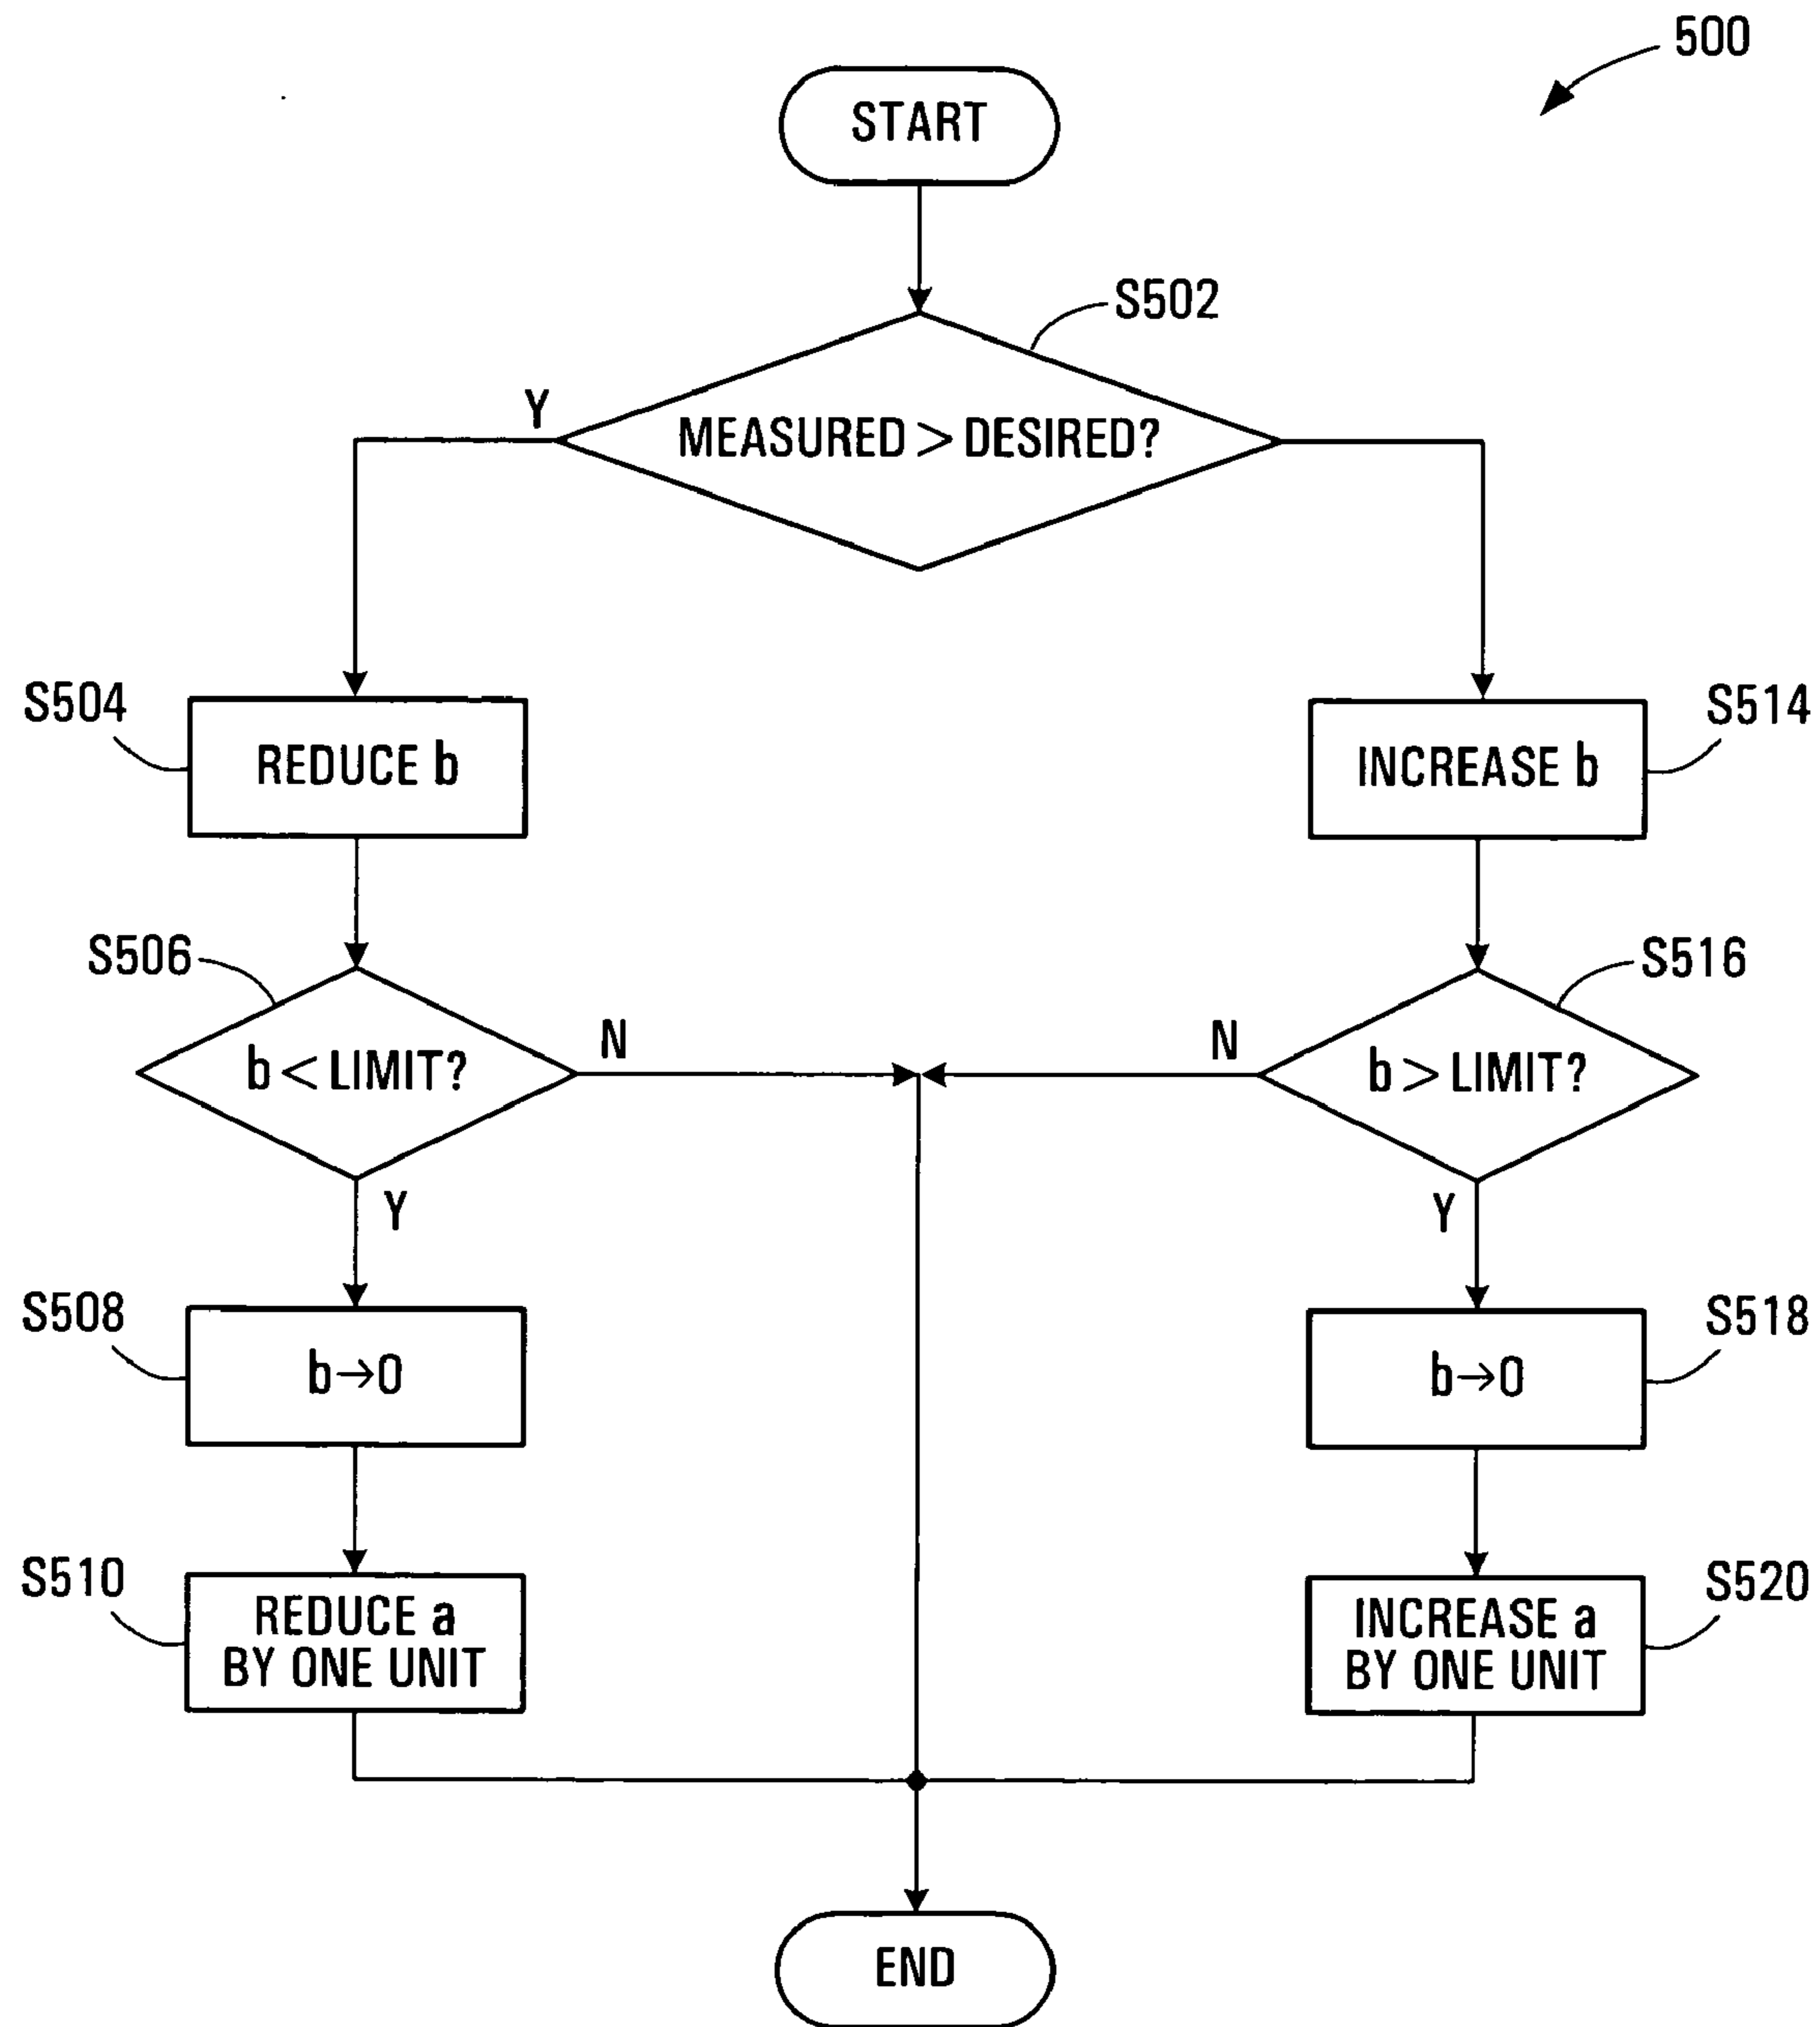 500
START
S502
Y
MEASURED > DESIRED?
S504
REDUCE b
S514
INCREASE b
S506
b < LIMIT?
N
Y
S516
b > LIMIT?
N
Y
S508
b→0
S518
b→0
S510
REDUCE a
BY ONE UNIT
S520
INCREASE a
BY ONE UNIT
END